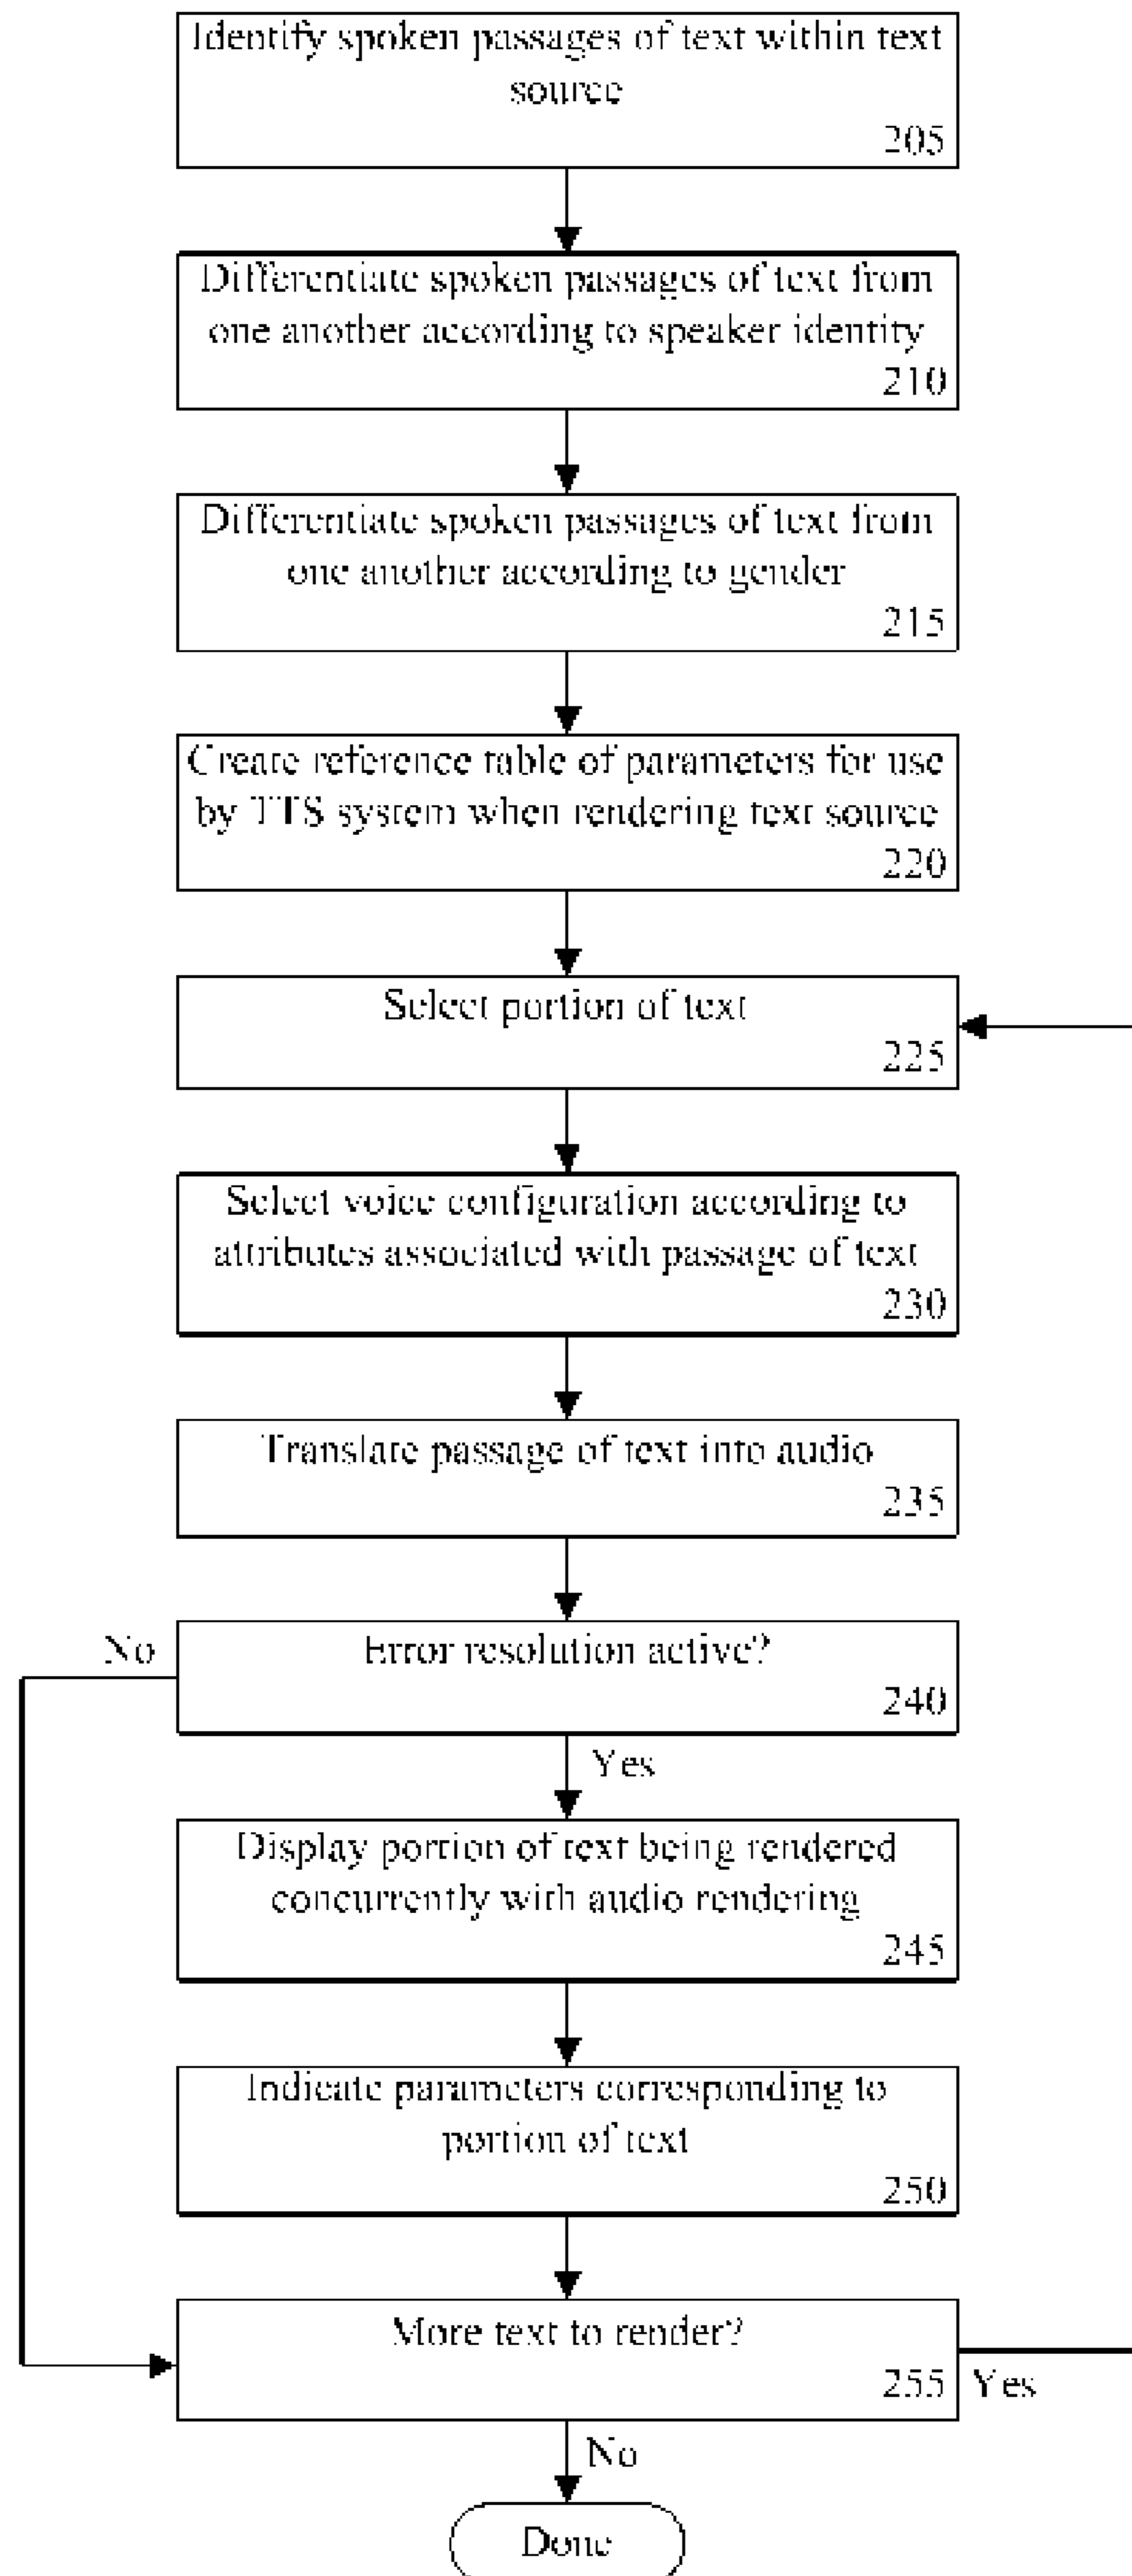 Identify spoken passages of text within text
source
205
Differentiate spoken passages of text from
one another according to speaker identity
210
Differentiate spoken passages of text from
one another according to gender
215
Create reference table of parameters for use
by TTS system when rendering text source
220
Select portion of text
225
Select voice configuration according to
attributes associated with passage of text
230
Translate passage of text into audio
235
No
Error resolution active?
240
Yes
Display portion of text being rendered
concurrently with audio rendering
245
Indicate parameters corresponding to
portion of text
250
More text to render?
255
Yes
No
Done